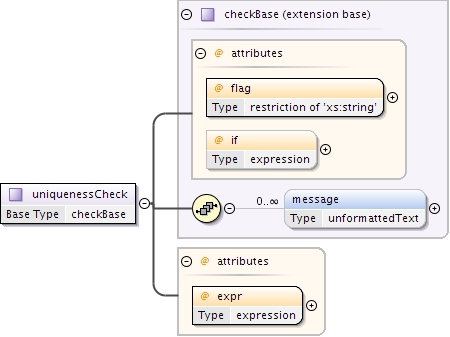 checkBase (extension base)
@ attributes
@ flag
Type restriction of 'xs:string'
@ if
Type expression
uniquenessCheck
Base Type checkBase
0..∞
message
Type unformattedText
@ attributes
@ expr
Type expression